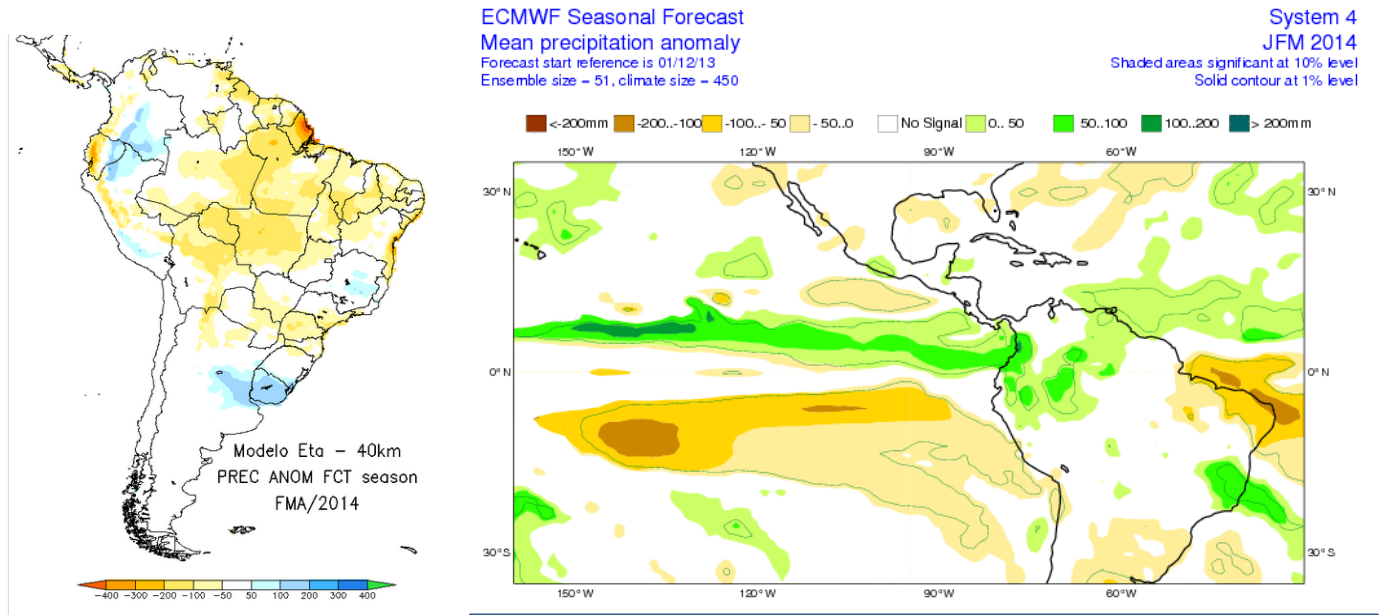 Modelo Eta – 40km
PREC ANOM FCT season
FMA/2014
−400 −300 −200 −100 −50 50 100 200 300 400
ECMWF Seasonal Forecast
Mean precipitation anomaly
Forecast start reference is 01/12/13
Ensemble size = 51, climate size = 450
System 4
JFM 2014
Shaded areas significant at 10% level
Solid contour at 1% level
<-200mm -200..-100 -100..- 50 - 50..0 No Signal 0.. 50 50..100 100..200 > 200mm
150°W 120°W 90°W 60°W
30°N 30°N
0°N 0°N
30°S 30°S
150°W 120°W 90°W 60°W